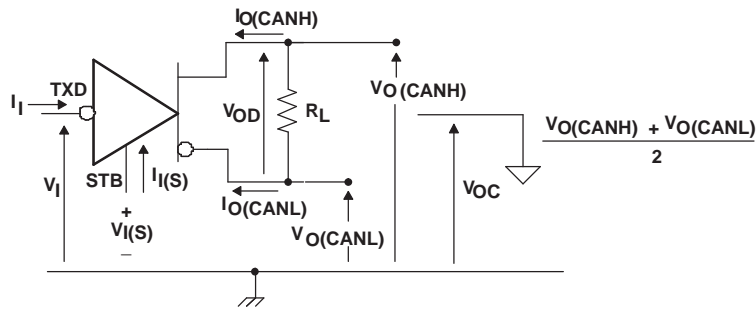 IO(CANH)
TXD
II
VO(CANH)
VOD
RL
VO(CANH) + VO(CANL)
2
VI
STB
II(S)
VOC
IO(CANL)
+
VI(S)
–
VO(CANL)